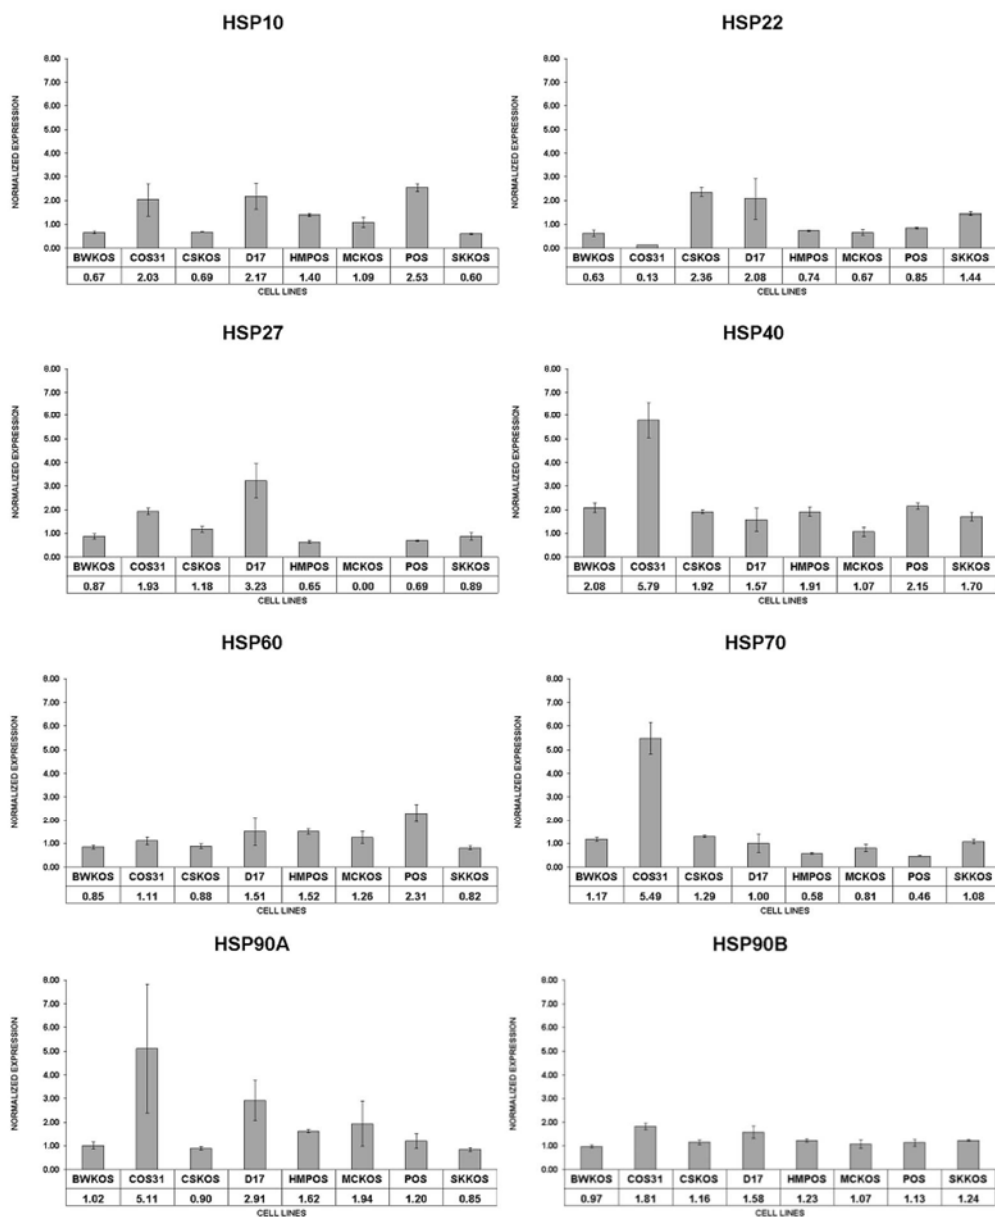 HSP10
NORMALIZED EXPRESSION
8.00
7.00
6.00
5.00
4.00
3.00
2.00
1.00
0.00
BWKOS COS31 CSKOS D17 HMPOS MCKOS POS SKKOS
0.67 2.03 0.69 2.17 1.40 1.09 2.53 0.60
CELL LINES
HSP22
NORMALIZED EXPRESSION
8.00
7.00
6.00
5.00
4.00
3.00
2.00
1.00
0.00
BWKOS COS31 CSKOS D17 HMPOS MCKOS POS SKKOS
0.63 0.13 2.36 2.08 0.74 0.67 0.85 1.44
CELL LINES
HSP27
NORMALIZED EXPRESSION
8.00
7.00
6.00
5.00
4.00
3.00
2.00
1.00
0.00
BWKOS COS31 CSKOS D17 HMPOS MCKOS POS SKKOS
0.87 1.93 1.18 3.23 0.65 0.00 0.69 0.89
CELL LINES
HSP40
NORMALIZED EXPRESSION
8.00
7.00
6.00
5.00
4.00
3.00
2.00
1.00
0.00
BWKOS COS31 CSKOS D17 HMPOS MCKOS POS SKKOS
2.08 5.79 1.92 1.57 1.91 1.07 2.15 1.70
CELL LINES
HSP60
NORMALIZED EXPRESSION
8.00
7.00
6.00
5.00
4.00
3.00
2.00
1.00
0.00
BWKOS COS31 CSKOS D17 HMPOS MCKOS POS SKKOS
0.85 1.11 0.88 1.51 1.52 1.26 2.31 0.82
CELL LINES
HSP70
NORMALIZED EXPRESSION
8.00
7.00
6.00
5.00
4.00
3.00
2.00
1.00
0.00
BWKOS COS31 CSKOS D17 HMPOS MCKOS POS SKKOS
1.17 5.49 1.29 1.00 0.58 0.81 0.46 1.08
CELL LINES
HSP90A
NORMALIZED EXPRESSION
8.00
7.00
6.00
5.00
4.00
3.00
2.00
1.00
0.00
BWKOS COS31 CSKOS D17 HMPOS MCKOS POS SKKOS
1.02 5.11 0.90 2.91 1.62 1.94 1.20 0.85
CELL LINES
HSP90B
NORMALIZED EXPRESSION
8.00
7.00
6.00
5.00
4.00
3.00
2.00
1.00
0.00
BWKOS COS31 CSKOS D17 HMPOS MCKOS POS SKKOS
0.97 1.81 1.16 1.58 1.23 1.07 1.13 1.24
CELL LINES